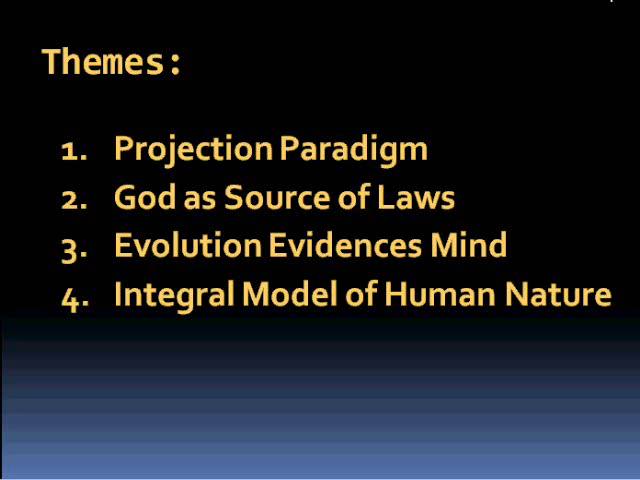 Themes:
1. Projection Paradigm
2. God as Source of Laws
3. Evolution Evidences Mind
4. Integral Model of Human Nature